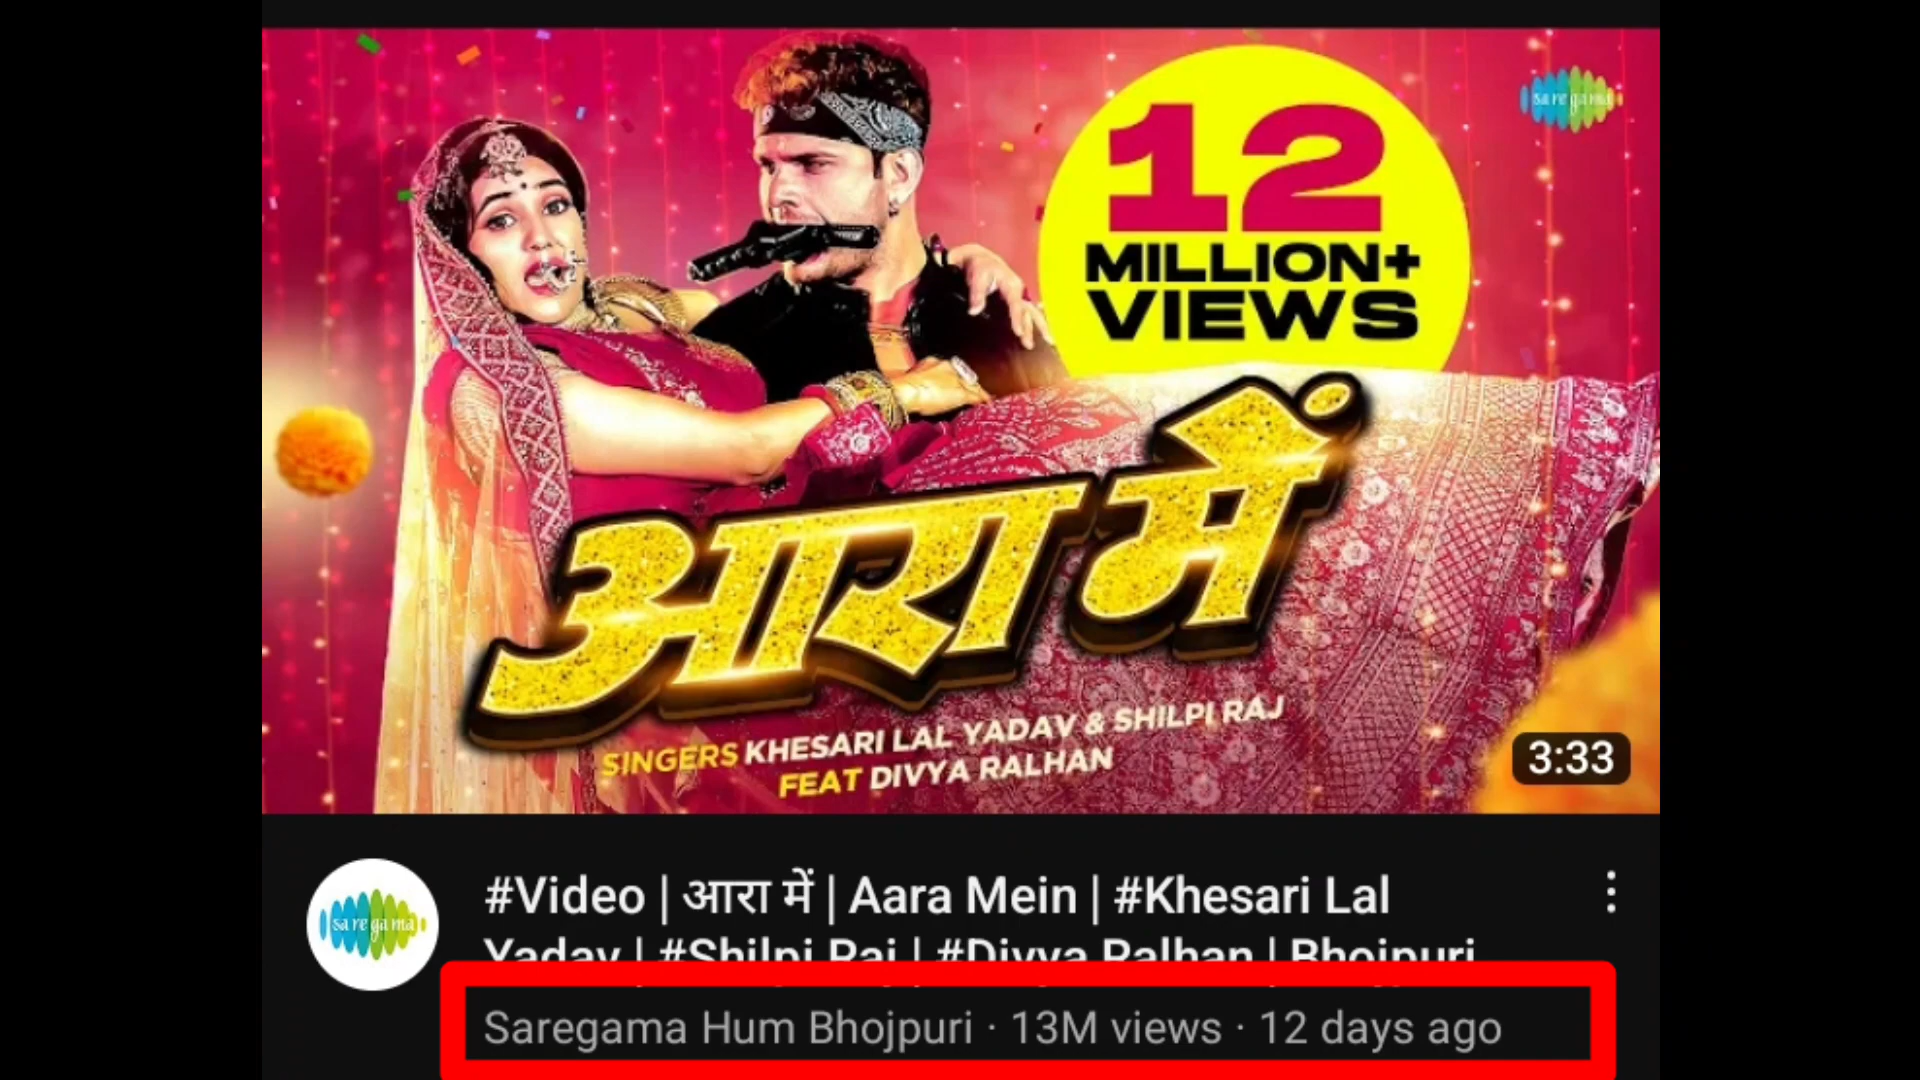 saregama
12
MILLION+
VIEWS
आरा में
SINGERS KHESARI LAL YADAV & SHILPI RAJ
FEAT DIVYA RALHAN
3:33
saregama
#Video | आरा में | Aara Mein | #Khesari Lal
Yadav | #Shilpi Raj | #Divya Ralhan | Bhojpuri
Saregama Hum Bhojpuri · 13M views · 12 days ago